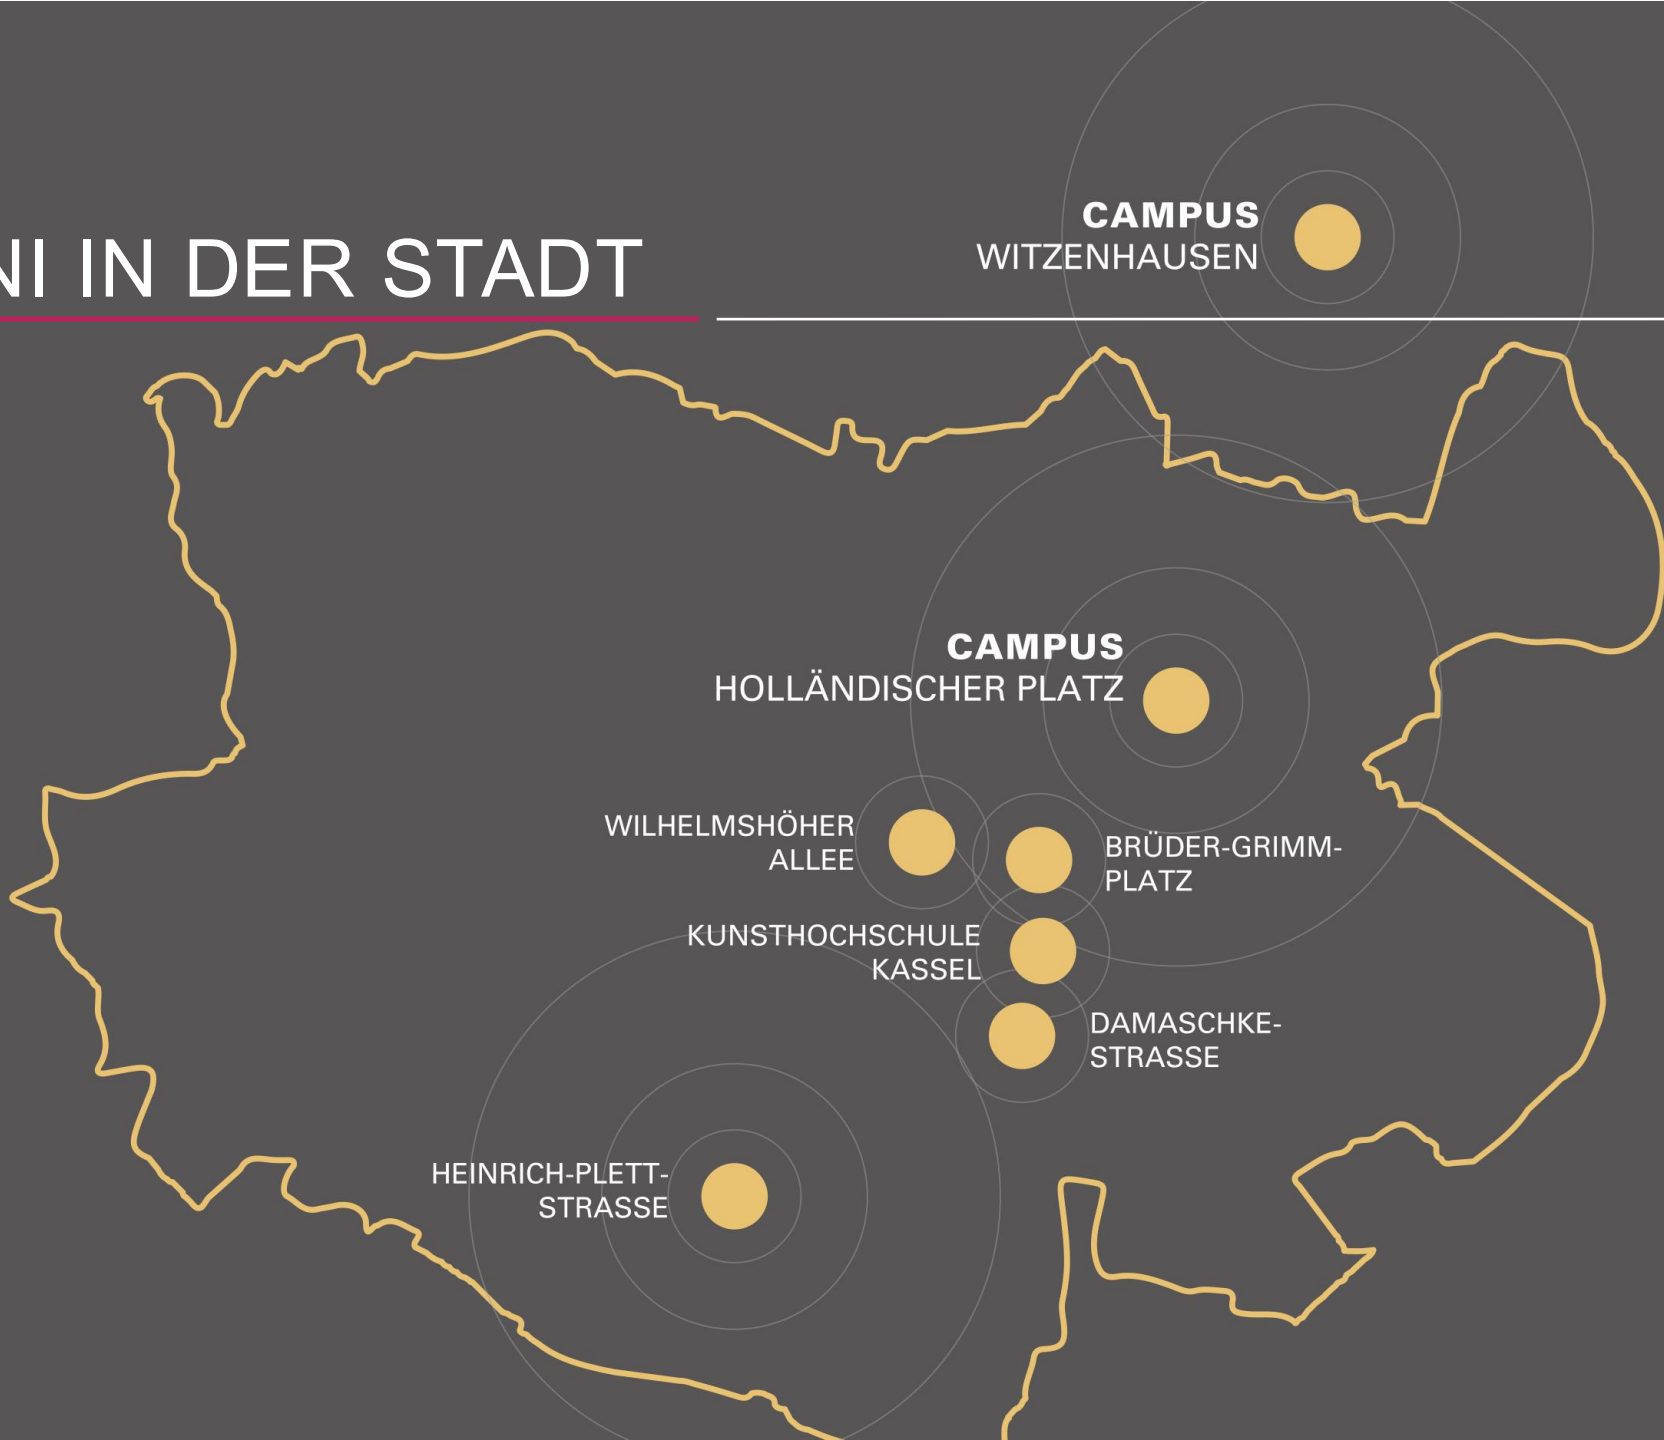 CAMPUS
WITZENHAUSEN
NI IN DER STADT
CAMPUS
HOLLÄNDISCHER PLATZ
WILHELMSHÖHER
ALLEE
BRÜDER-GRIMM-
PLATZ
KUNSTHOCHSCHULE
KASSEL
DAMASCHKE-
STRASSE
HEINRICH-PLETT-
STRASSE